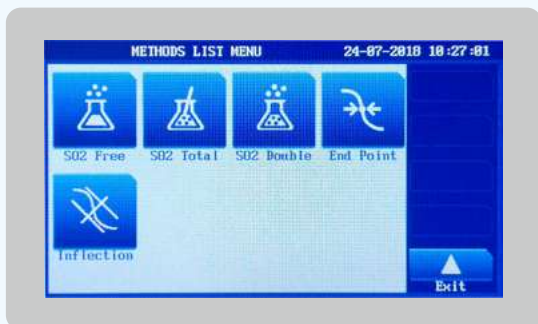 METHODS LIST MENU 24-07-2018 10:27:01
SO2 Free SO2 Total SO2 Double End Point
Inflection
Exit